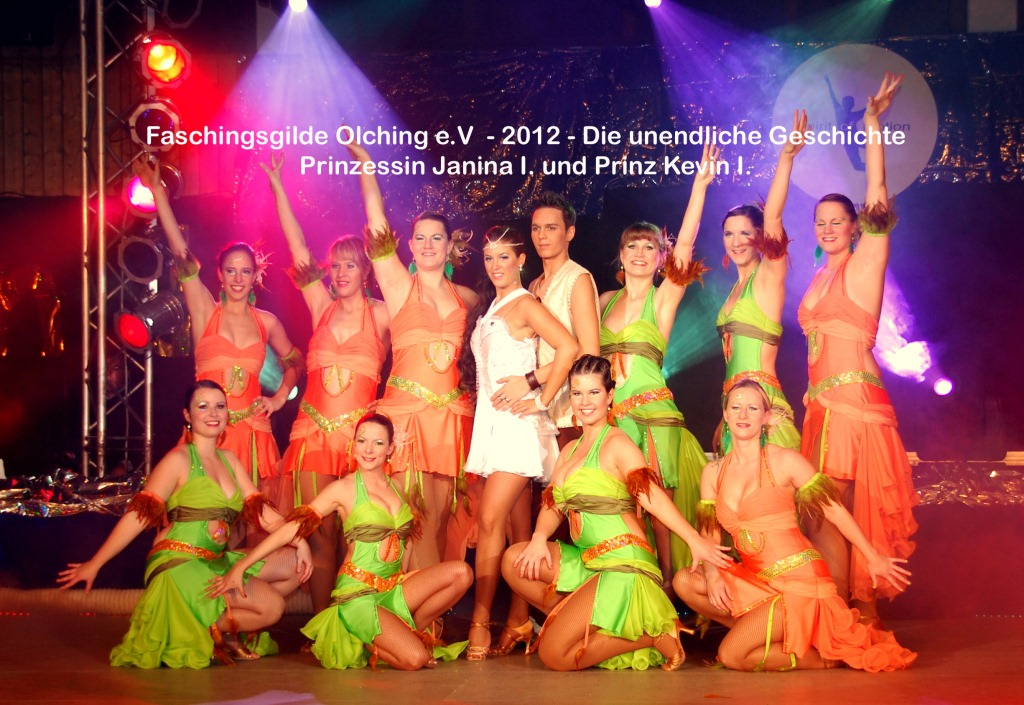 Faschingsgilde Olching e.V - 2012 - Die unendliche Geschichte
Prinzessin Janina I. und Prinz Kevin I.